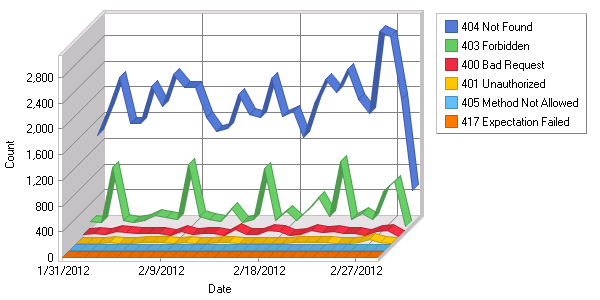 404 Not Found
403 Forbidden
400 Bad Request
401 Unauthorized
405 Method Not Allowed
417 Expectation Failed
Count
2,800
2,400
2,000
1,600
1,200
800
400
0
1/31/2012 2/9/2012 2/18/2012 2/27/2012
Date